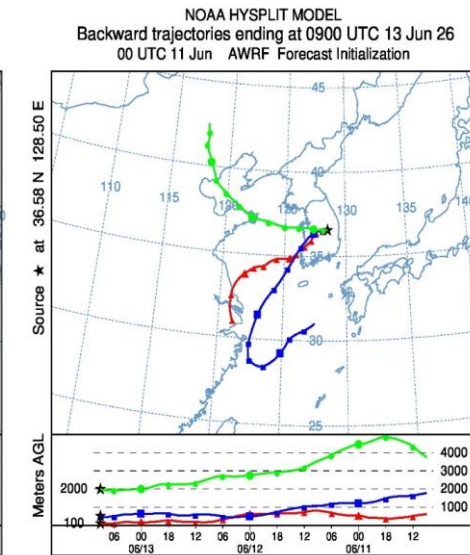 NOAA HYSPLIT MODEL
Backward trajectories ending at 0900 UTC 13 Jun 26
00 UTC 11 Jun AWRF Forecast Initialization
Source ★ at 36.58 N 128.50 E
45
40
110
115
130
135
35
30
25
Meters AGL
2000
100
4000
3000
2000
1000
06 00 18 12 06 00 18 12 06 00 18 12
06/13 06/12 06/11